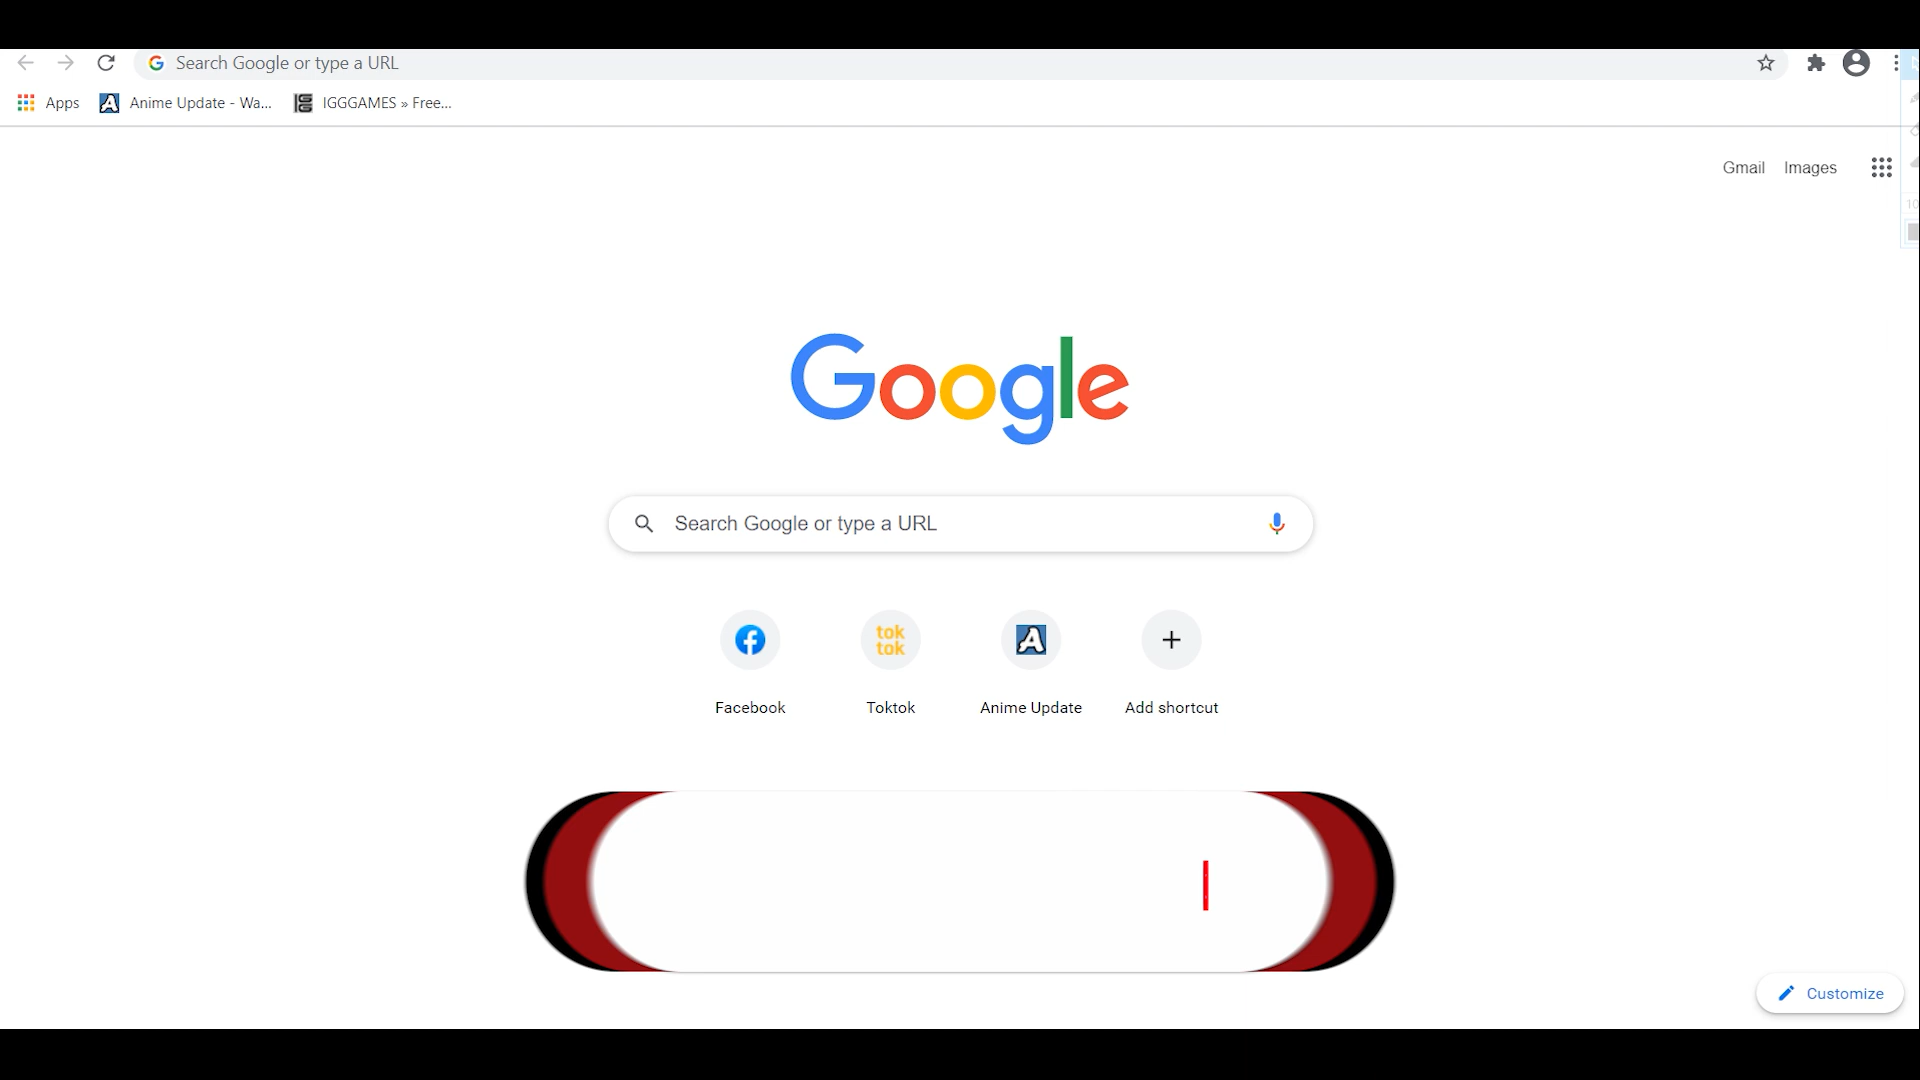 Search Google or type a URL
Apps
Anime Update - Wa...
IGGGAMES » Free...
Gmail
Images
10
Google
Search Google or type a URL
tok
tok
Facebook
Toktok
Anime Update
Add shortcut
Customize